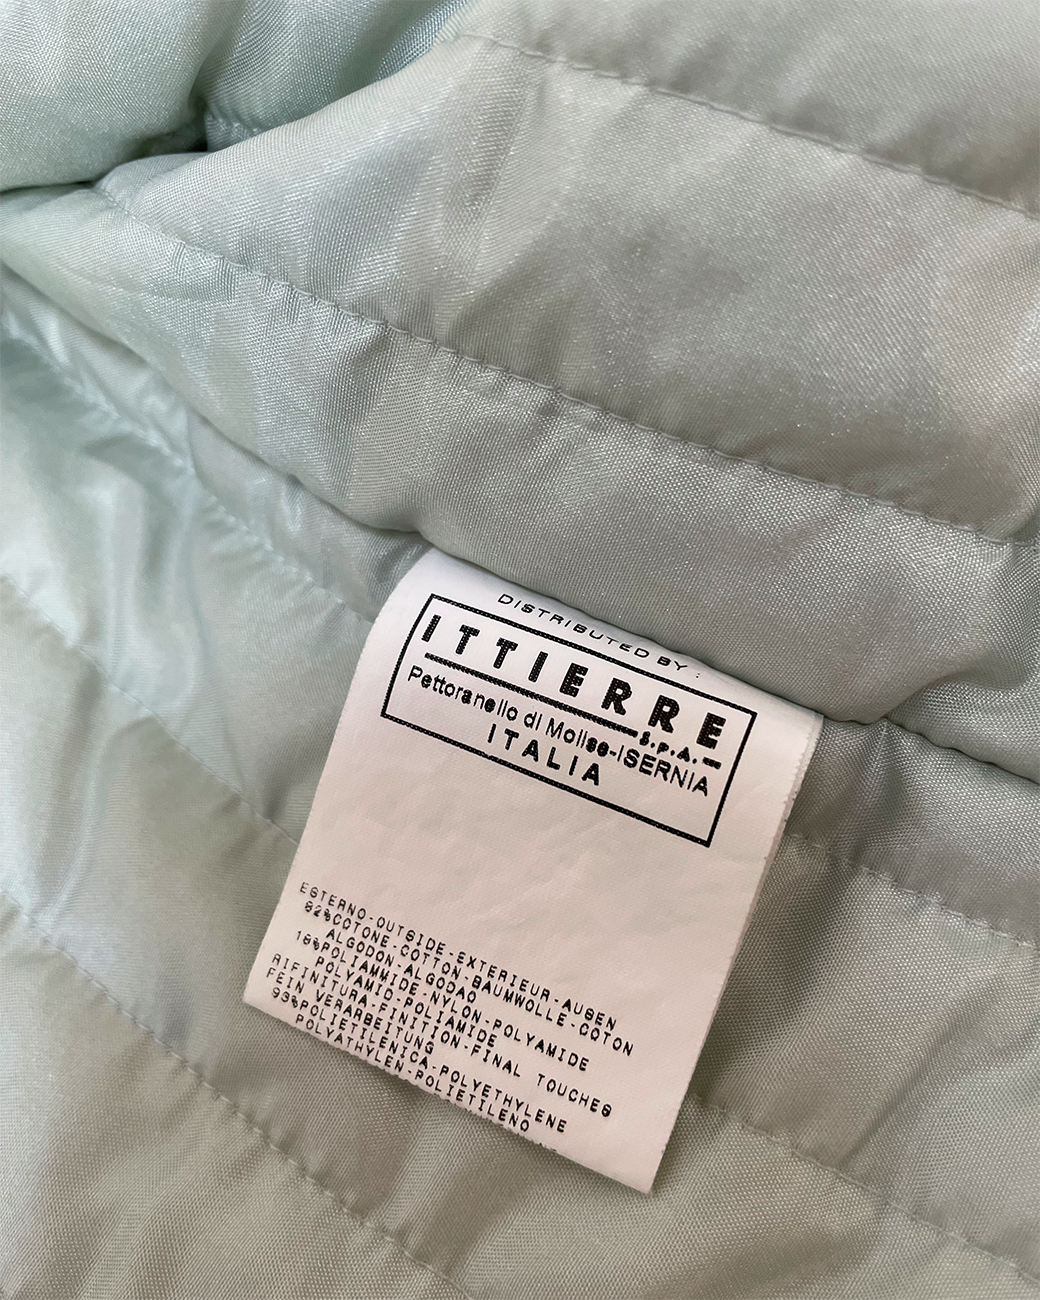 DISTRIBUTED BY :
ITTIERRE
S.P.A.
Pettoranello di Molise-ISERNIA
ITALIA
ESTERNO-OUTSIDE-EXTERIEUR-AUSEN
82%COTONE-COTTON-BAUMWOLLE-COTON
ALGODON-ALGODAO
18%POLIAMMIDE-NYLON-POLYAMIDE
POLYAMID-POLIAMIDE
RIFINITURA-FINITION-FINAL TOUCHES
FEIN VERARBEITUNG
93%POLIETILENICA-POLYETHYLENE
POLYATHYLEN-POLIETILENO